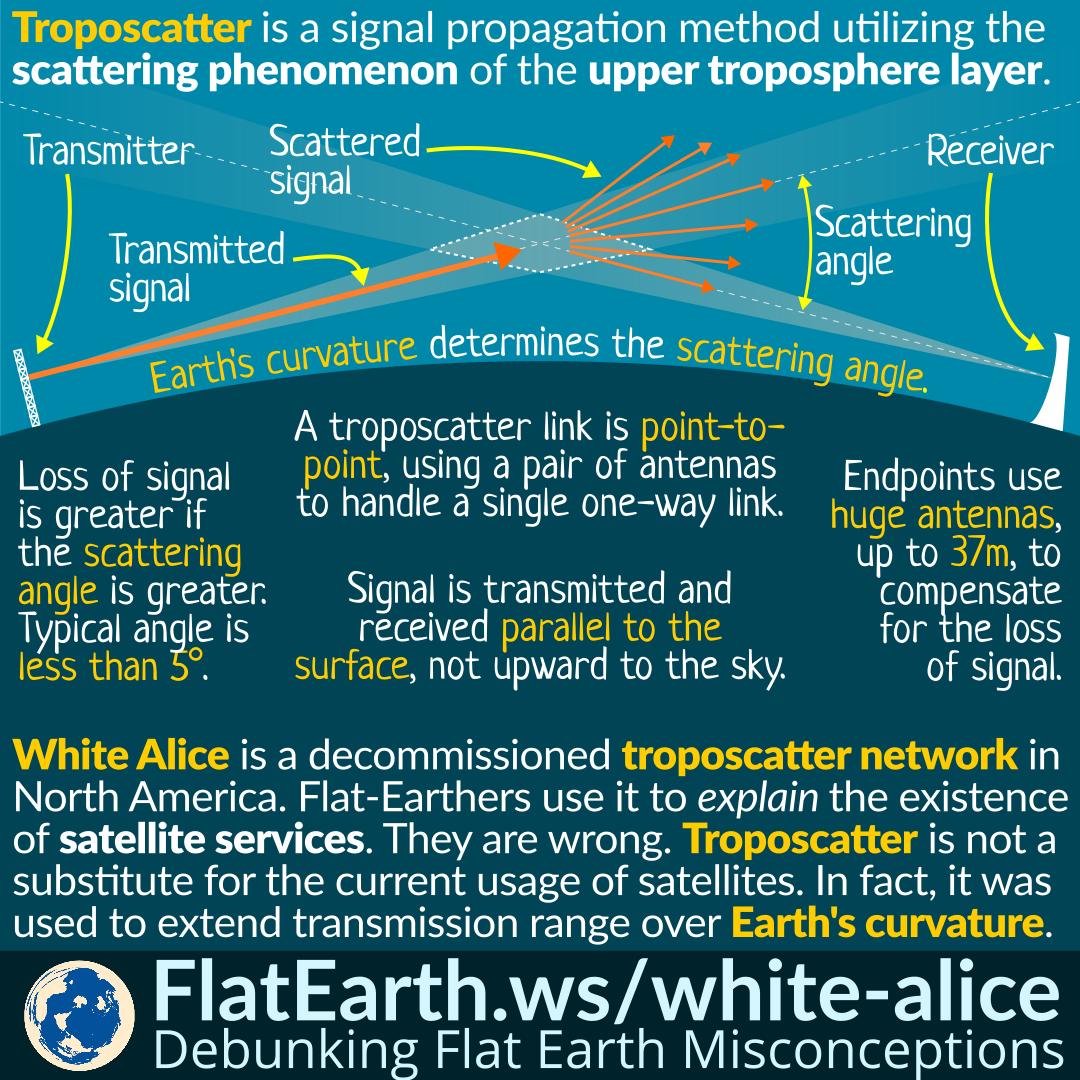 Troposcatter is a signal propagation method utilizing the
scattering phenomenon of the upper troposphere layer.
Transmitter
Scattered
signal
Receiver
Transmitted
signal
Scattering
angle
Earth's curvature determines the scattering angle.
A troposcatter link is point-to-
point, using a pair of antennas
to handle a single one-way link.
Loss of signal
is greater if
the scattering
angle is greater.
Typical angle is
less than 5°.
Signal is transmitted and
received parallel to the
surface, not upward to the sky.
Endpoints use
huge antennas,
up to 37m, to
compensate
for the loss
of signal.
White Alice is a decommissioned troposcatter network in
North America. Flat-Earthers use it to explain the existence
of satellite services. They are wrong. Troposcatter is not a
substitute for the current usage of satellites. In fact, it was
used to extend transmission range over Earth's curvature.
FlatEarth.ws/white-alice
Debunking Flat Earth Misconceptions